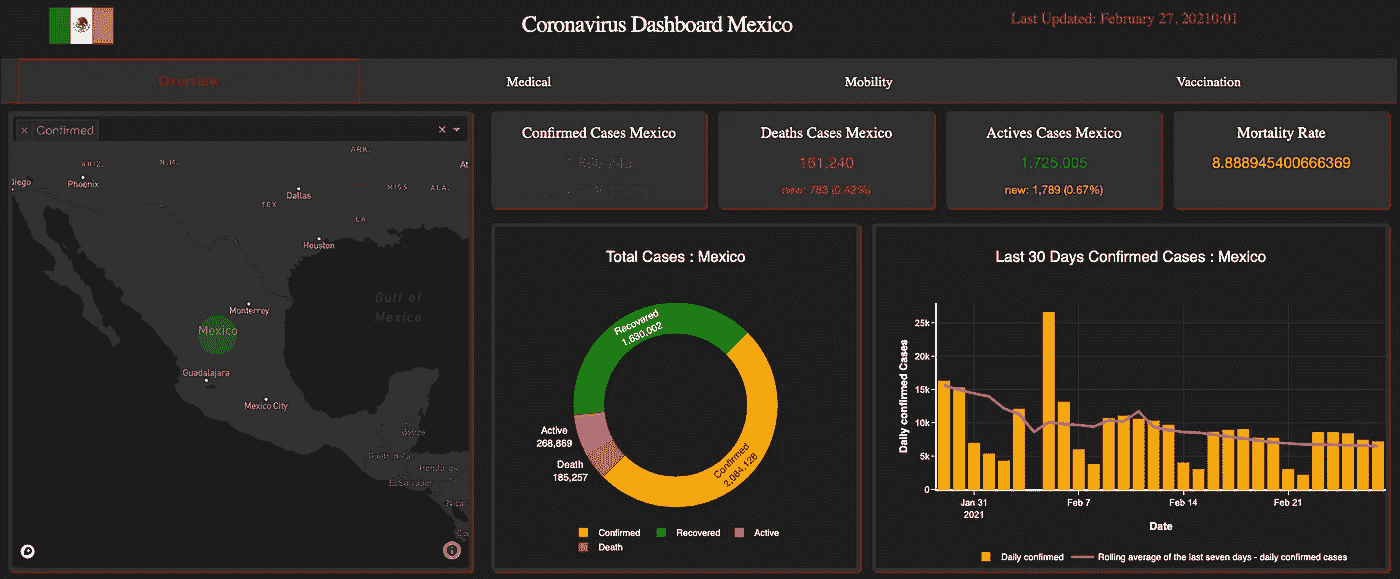 Coronavirus Dashboard Mexico
Last Updated: February 27, 20210:01
Overview
Medical
Mobility
Vaccination
× Confirmed
×
ARIZ.
N.M.
ARK.
At
Phoenix
Dallas
MISS.
ALA.
TEX
LA
Houston
Gulf of
Mexico
Monterrey
Mexico
Guadalajara
Mexico City
Belize
Guatemala
Honduras
El Salvador
Confirmed Cases Mexico
Deaths Cases Mexico
161,240
new: 783 (0.42%)
Actives Cases Mexico
1,725,005
new: 1,789 (0.67%)
Mortality Rate
8.888945400666369
Total Cases : Mexico
Recovered
1,630,002
Active
268,869
Death
185,257
Confirmed
2,084,128
Confirmed
Recovered
Active
Death
Last 30 Days Confirmed Cases : Mexico
Daily confirmed Cases
25k
20k
15k
10k
5k
0
Jan 31
2021
Feb 7
Feb 14
Feb 21
Date
Daily confirmed
Rolling average of the last seven days - daily confirmed cases